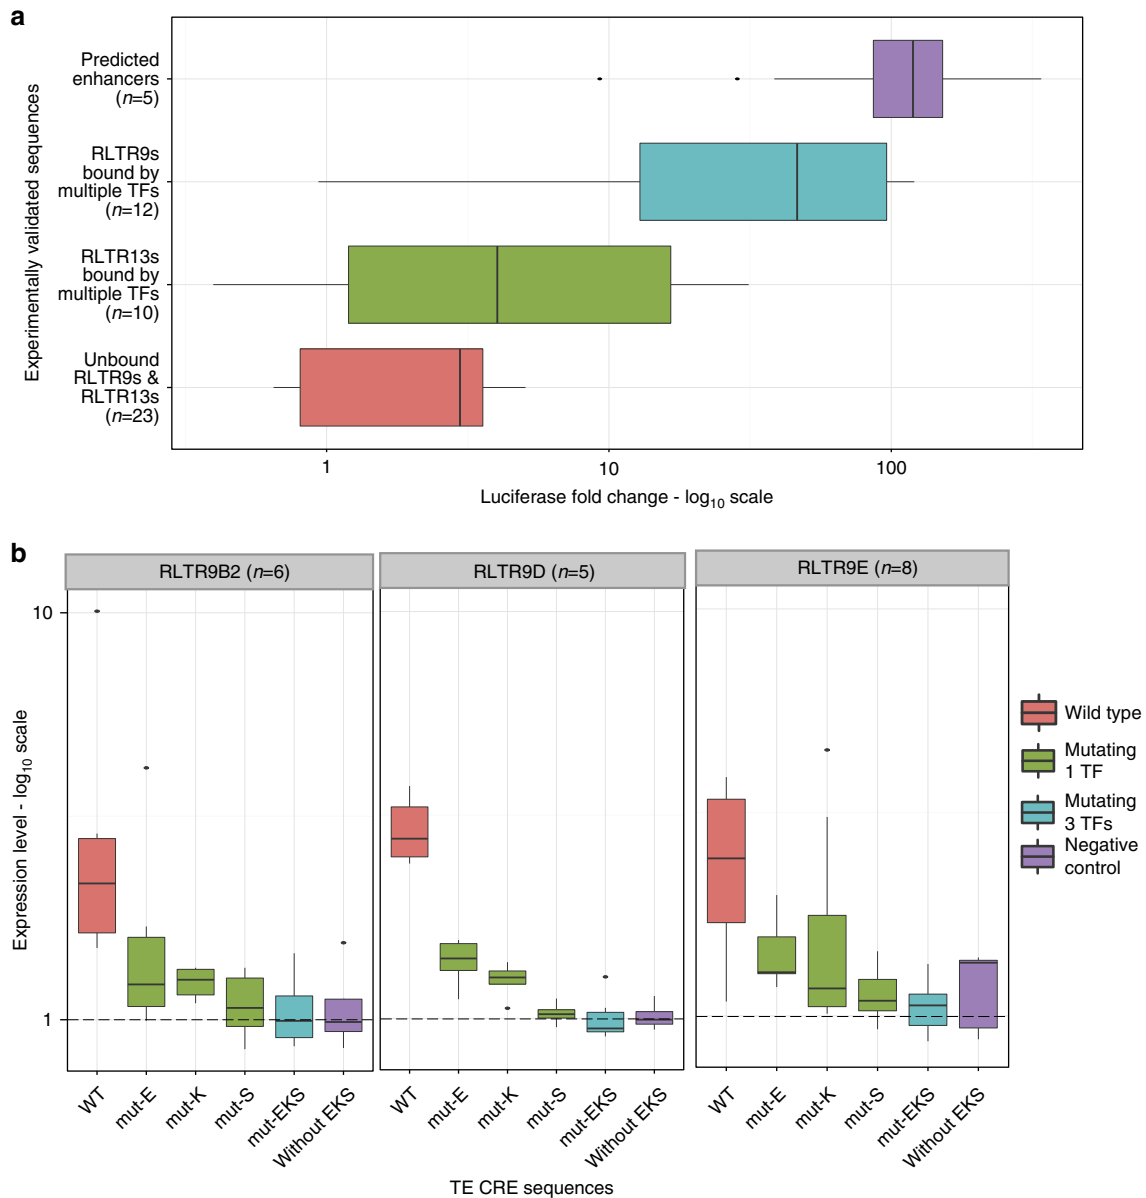 a
Experimentally validated sequences
Predicted
enhancers
(n=5)
RLTR9s
bound by
multiple TFs
(n=12)
RLTR13s
bound by
multiple TFs
(n=10)
Unbound
RLTR9s &
RLTR13s
(n=23)
1
10
100
Luciferase fold change - log10 scale
b
RLTR9B2 (n=6)
RLTR9D (n=5)
RLTR9E (n=8)
Expression level - log10 scale
10
1
WT
mut-E
mut-K
mut-S
mut-EKS
Without EKS
WT
mut-E
mut-K
mut-S
mut-EKS
Without EKS
WT
mut-E
mut-K
mut-S
mut-EKS
Without EKS
TE CRE sequences
Wild type
Mutating
1 TF
Mutating
3 TFs
Negative
control